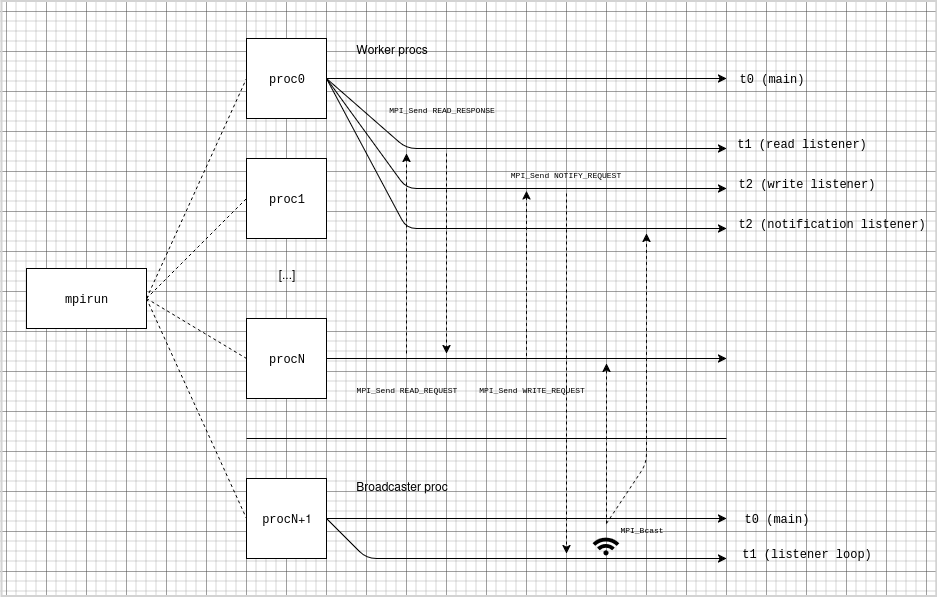 Worker procs
proc0
t0 (main)
MPI_Send READ_RESPONSE
t1 (read listener)
MPI_Send NOTIFY_REQUEST
t2 (write listener)
proc1
t2 (notification listener)
[...]
mpirun
procN
MPI_Send READ_REQUEST
MPI_Send WRITE_REQUEST
Broadcaster proc
procN+1
t0 (main)
MPI_Bcast
t1 (listener loop)